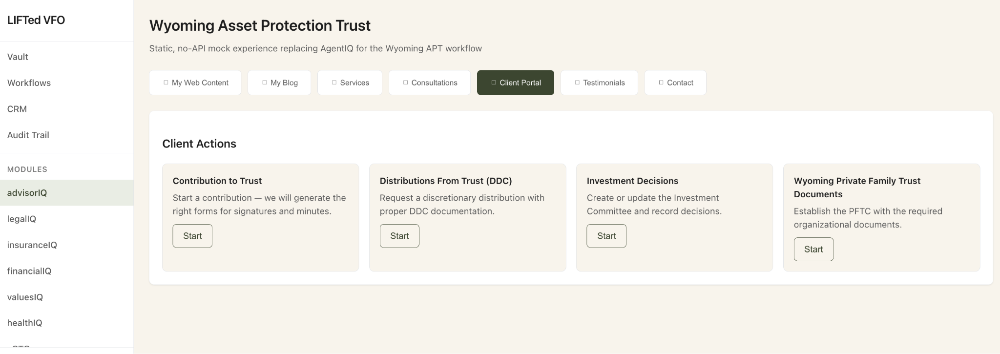 LIFTed VFO
Vault
Workflows
CRM
Audit Trail
MODULES
advisorIQ
legalIQ
insuranceIQ
financialIQ
valuesIQ
healthIQ
Wyoming Asset Protection Trust
Static, no-API mock experience replacing AgentIQ for the Wyoming APT workflow
My Web Content
My Blog
Services
Consultations
Client Portal
Testimonials
Contact
Client Actions
Contribution to Trust
Start a contribution — we will generate the
right forms for signatures and minutes.
Start
Distributions From Trust (DDC)
Request a discretionary distribution with
proper DDC documentation.
Start
Investment Decisions
Create or update the Investment
Committee and record decisions.
Start
Wyoming Private Family Trust
Documents
Establish the PFTC with the required
organizational documents.
Start